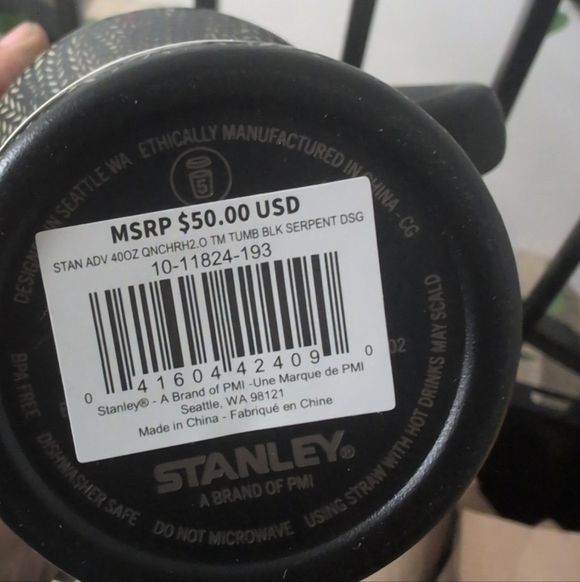 ETHICALLY MANUFACTURED IN CHINA - CG
DESIGNED IN SEATTLE WA
5
MSRP $50.00 USD
STAN ADV 40OZ QNCHRH2.O TM TUMB BLK SERPENT DSG
10-11824-193
0 41604 42409 0
Stanley® - A Brand of PMI -Une Marque de PMI
Seattle, WA 98121
Made in China - Fabriqué en Chine
BPA FREE
STANLEY®
A BRAND OF PMI
DISHWASHER SAFE
DO NOT MICROWAVE
USING STRAW WITH HOT DRINKS MAY SCALD